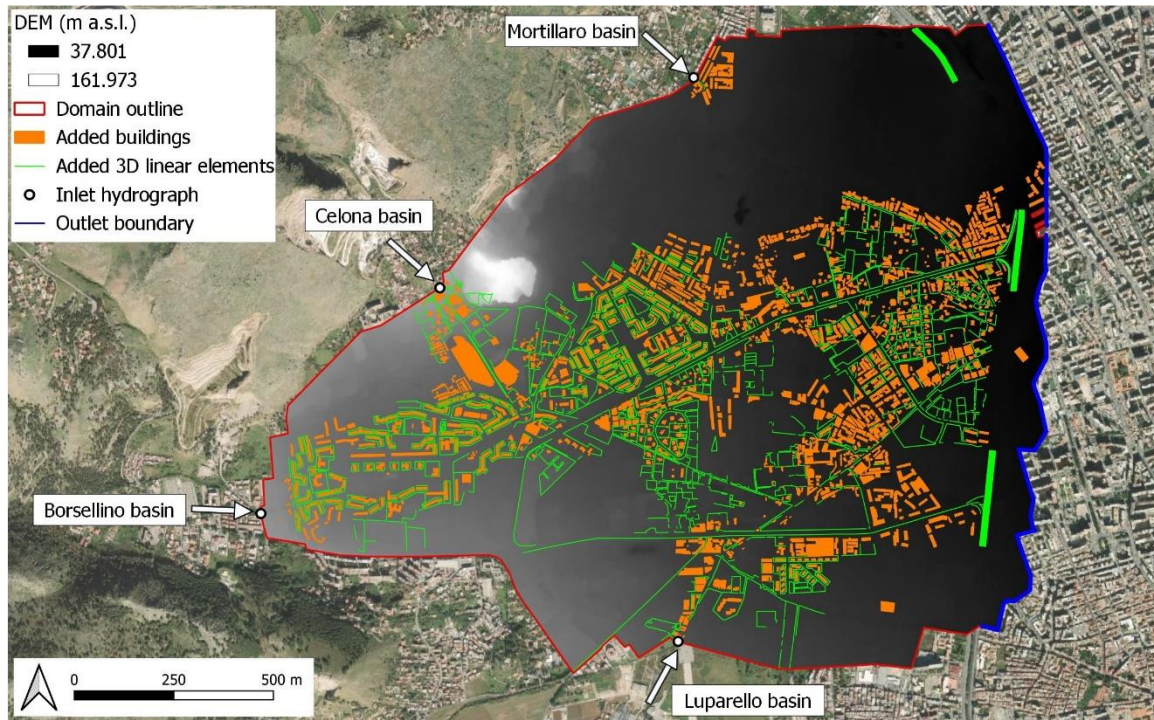 DEM (m a.s.l.)
37.801
161.973
Domain outline
Added buildings
Added 3D linear elements
Inlet hydrograph
Outlet boundary
Mortillaro basin
Celona basin
Borsellino basin
Luparello basin
0 250 500 m